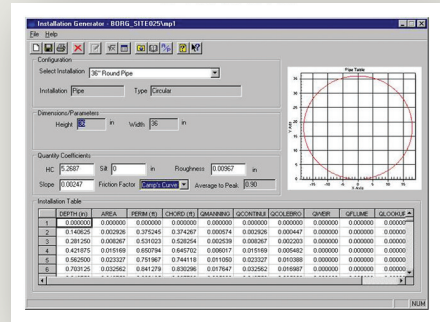 Installation Generator - BORG_SITE025\mp1
File Help
Configuration
Select Installation 36" Round Pipe
Installation Pipe Type Circular
Dimensions/Parameters
Height in Width 36 in
Quantity Coefficients
HC 5.2687 Silt 0 in Roughness 0.00967 in
Slope 0.00247 Friction Factor Camp's Curve Average to Peak 0.90
Pipe Table
Installation Table
DEPTH (in) AREA PERIM (ft) CHORD (ft) QMANNING QCONTINUI QCOLEBRO QWEIR QFLUME QLOOKUP
1 0.000000 0.000000 0.000000 0.000000 0.000000 0.000000 0.000000 0.000000 0.000000 0.000000
2 0.140625 0.002926 0.375245 0.374267 0.000574 0.002926 0.000447 0.000000 0.000000 0.000000
3 0.281250 0.008267 0.531023 0.528254 0.002539 0.008267 0.002203 0.000000 0.000000 0.000000
4 0.421875 0.015169 0.650794 0.645702 0.006017 0.015169 0.005482 0.000000 0.000000 0.000000
5 0.562500 0.023327 0.751967 0.744118 0.011050 0.023327 0.010388 0.000000 0.000000 0.000000
6 0.703125 0.032562 0.841279 0.830296 0.017647 0.032562 0.016987 0.000000 0.000000 0.000000
NUM